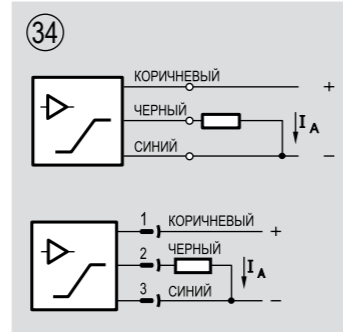 34
КОРИЧНЕВЫЙ
+
ЧЕРНЫЙ
I A
СИНИЙ
–
1 КОРИЧНЕВЫЙ +
2 ЧЕРНЫЙ
I A
3 СИНИЙ –